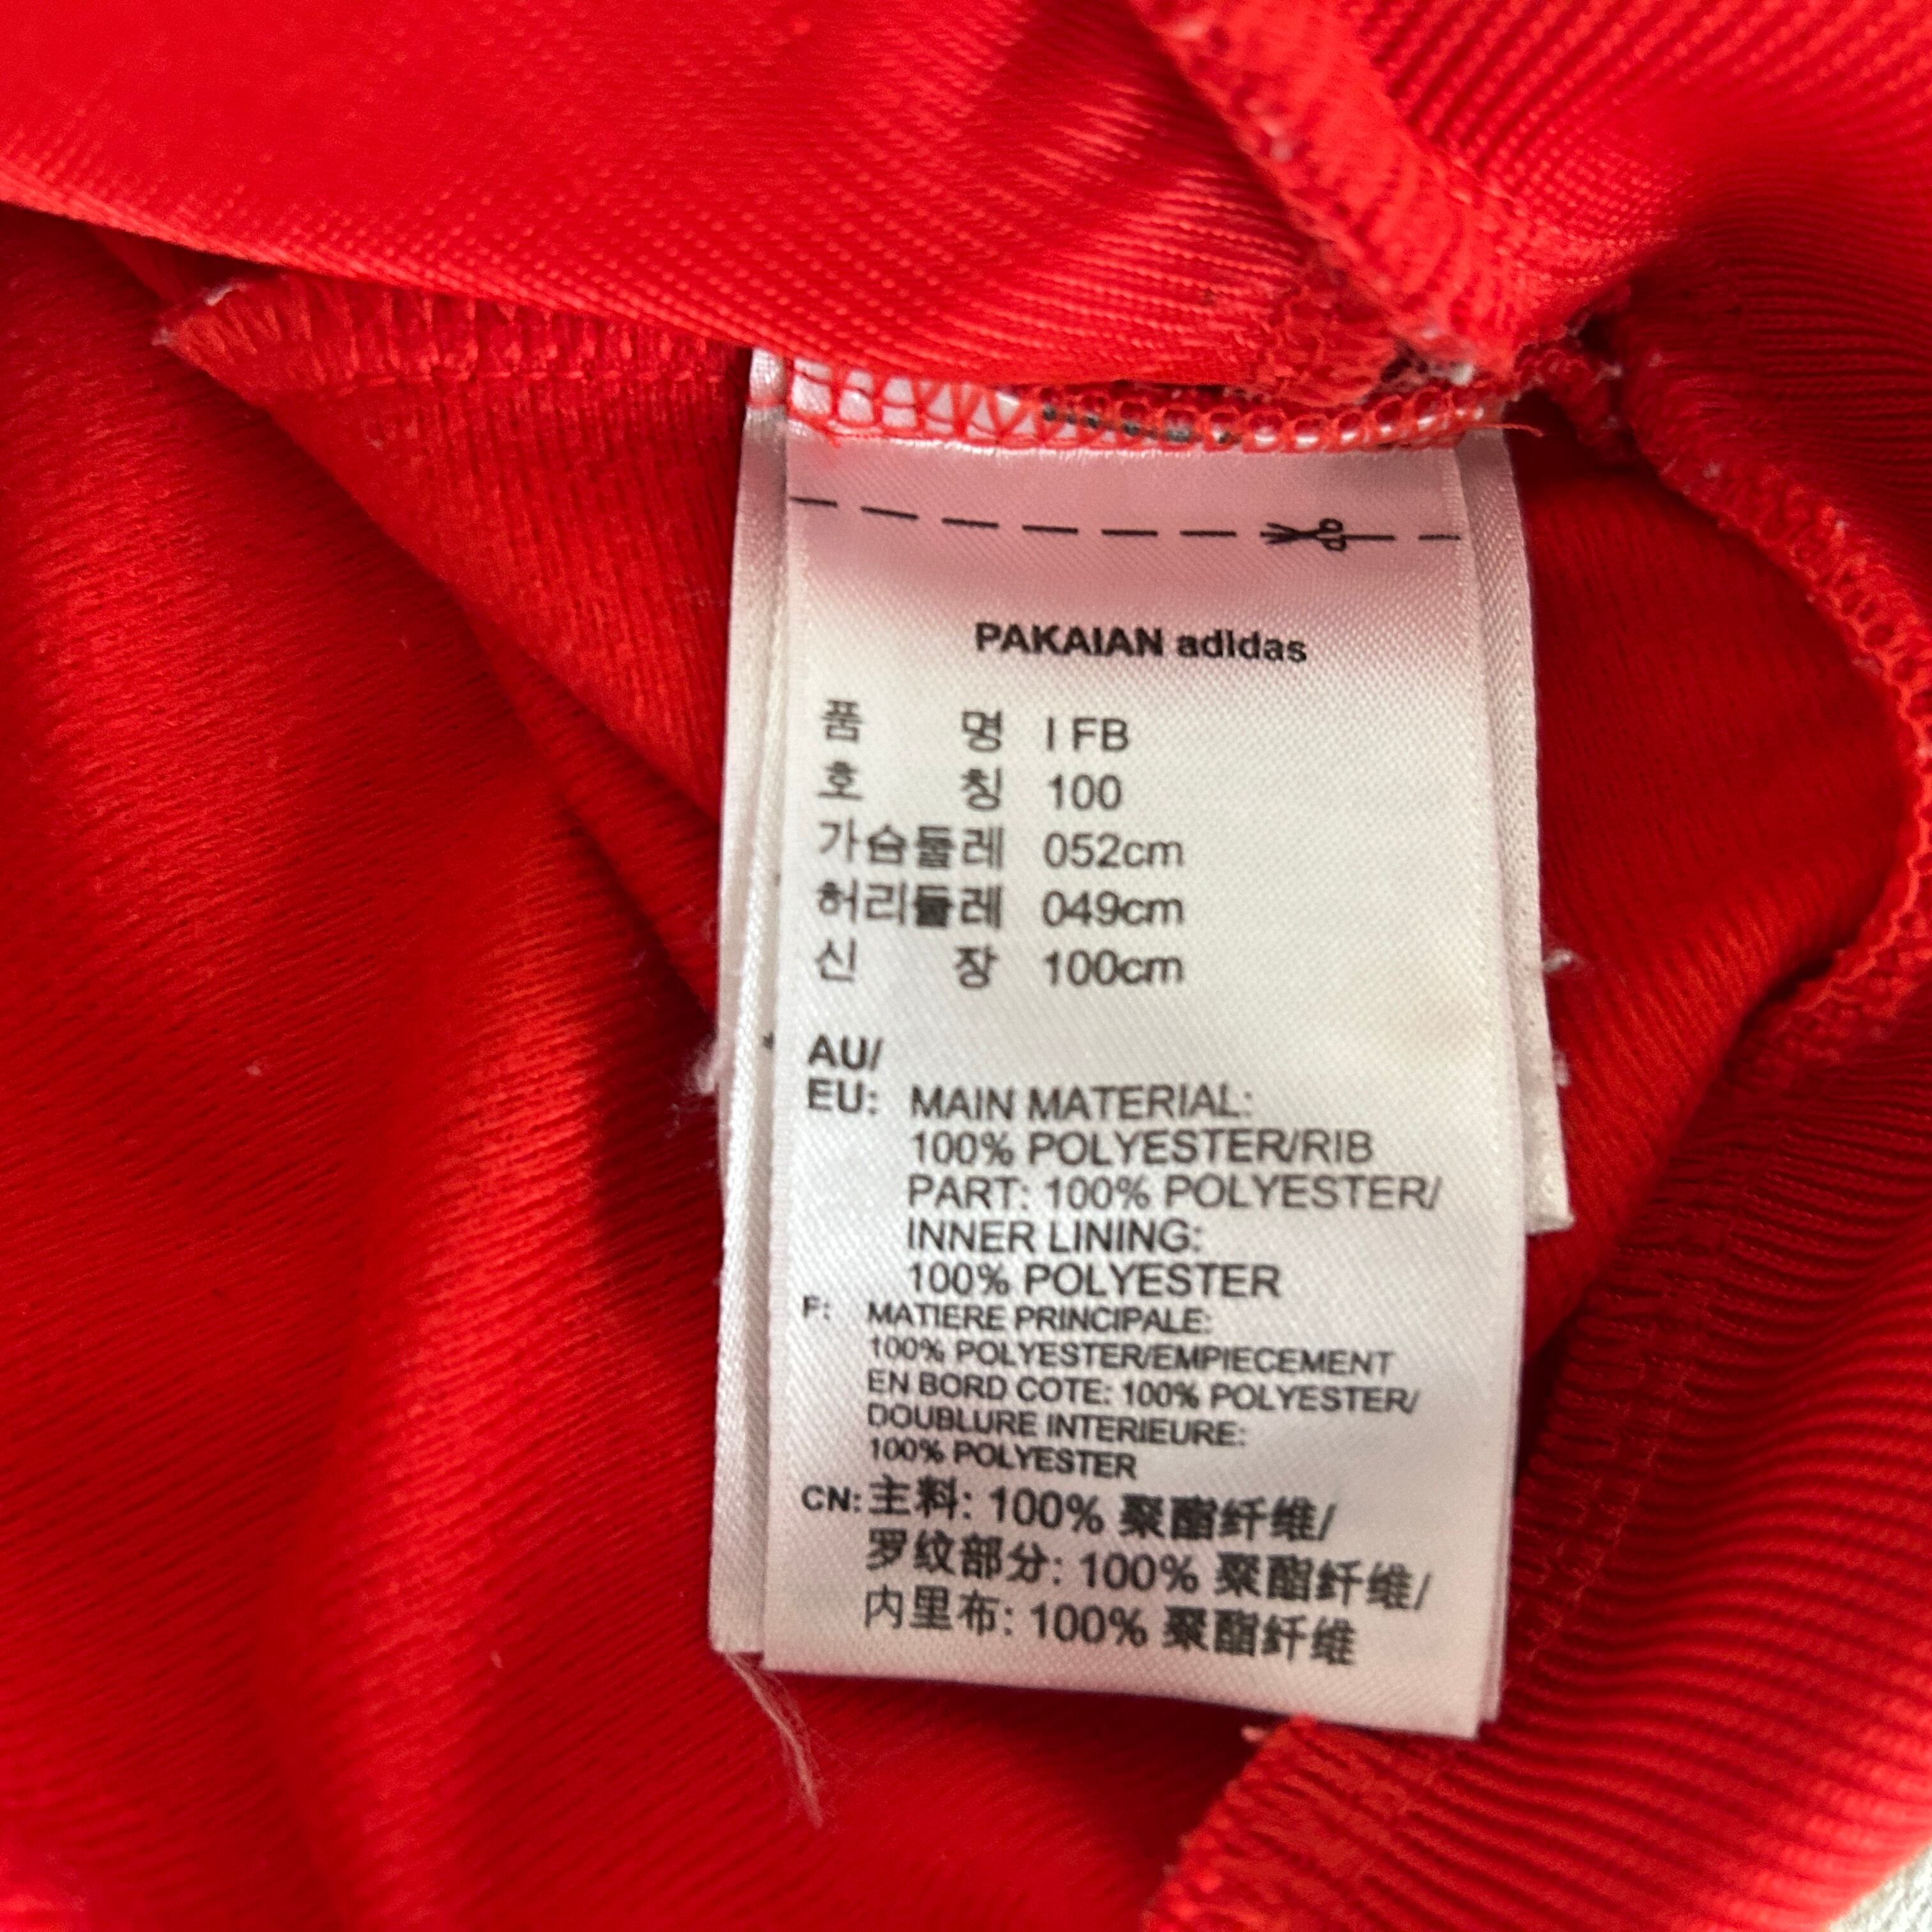 PAKAIAN adidas
품 명 I FB
호 칭 100
가슴둘레 052cm
허리둘레 049cm
신 장 100cm
AU/
EU: MAIN MATERIAL:
100% POLYESTER/RIB
PART: 100% POLYESTER/
INNER LINING:
100% POLYESTER
F: MATIERE PRINCIPALE:
100% POLYESTER/EMPIECEMENT
EN BORD COTE: 100% POLYESTER/
DOUBLURE INTERIEURE:
100% POLYESTER
CN: 主料: 100% 聚酯纤维/
罗纹部分: 100% 聚酯纤维/
内里布: 100% 聚酯纤维